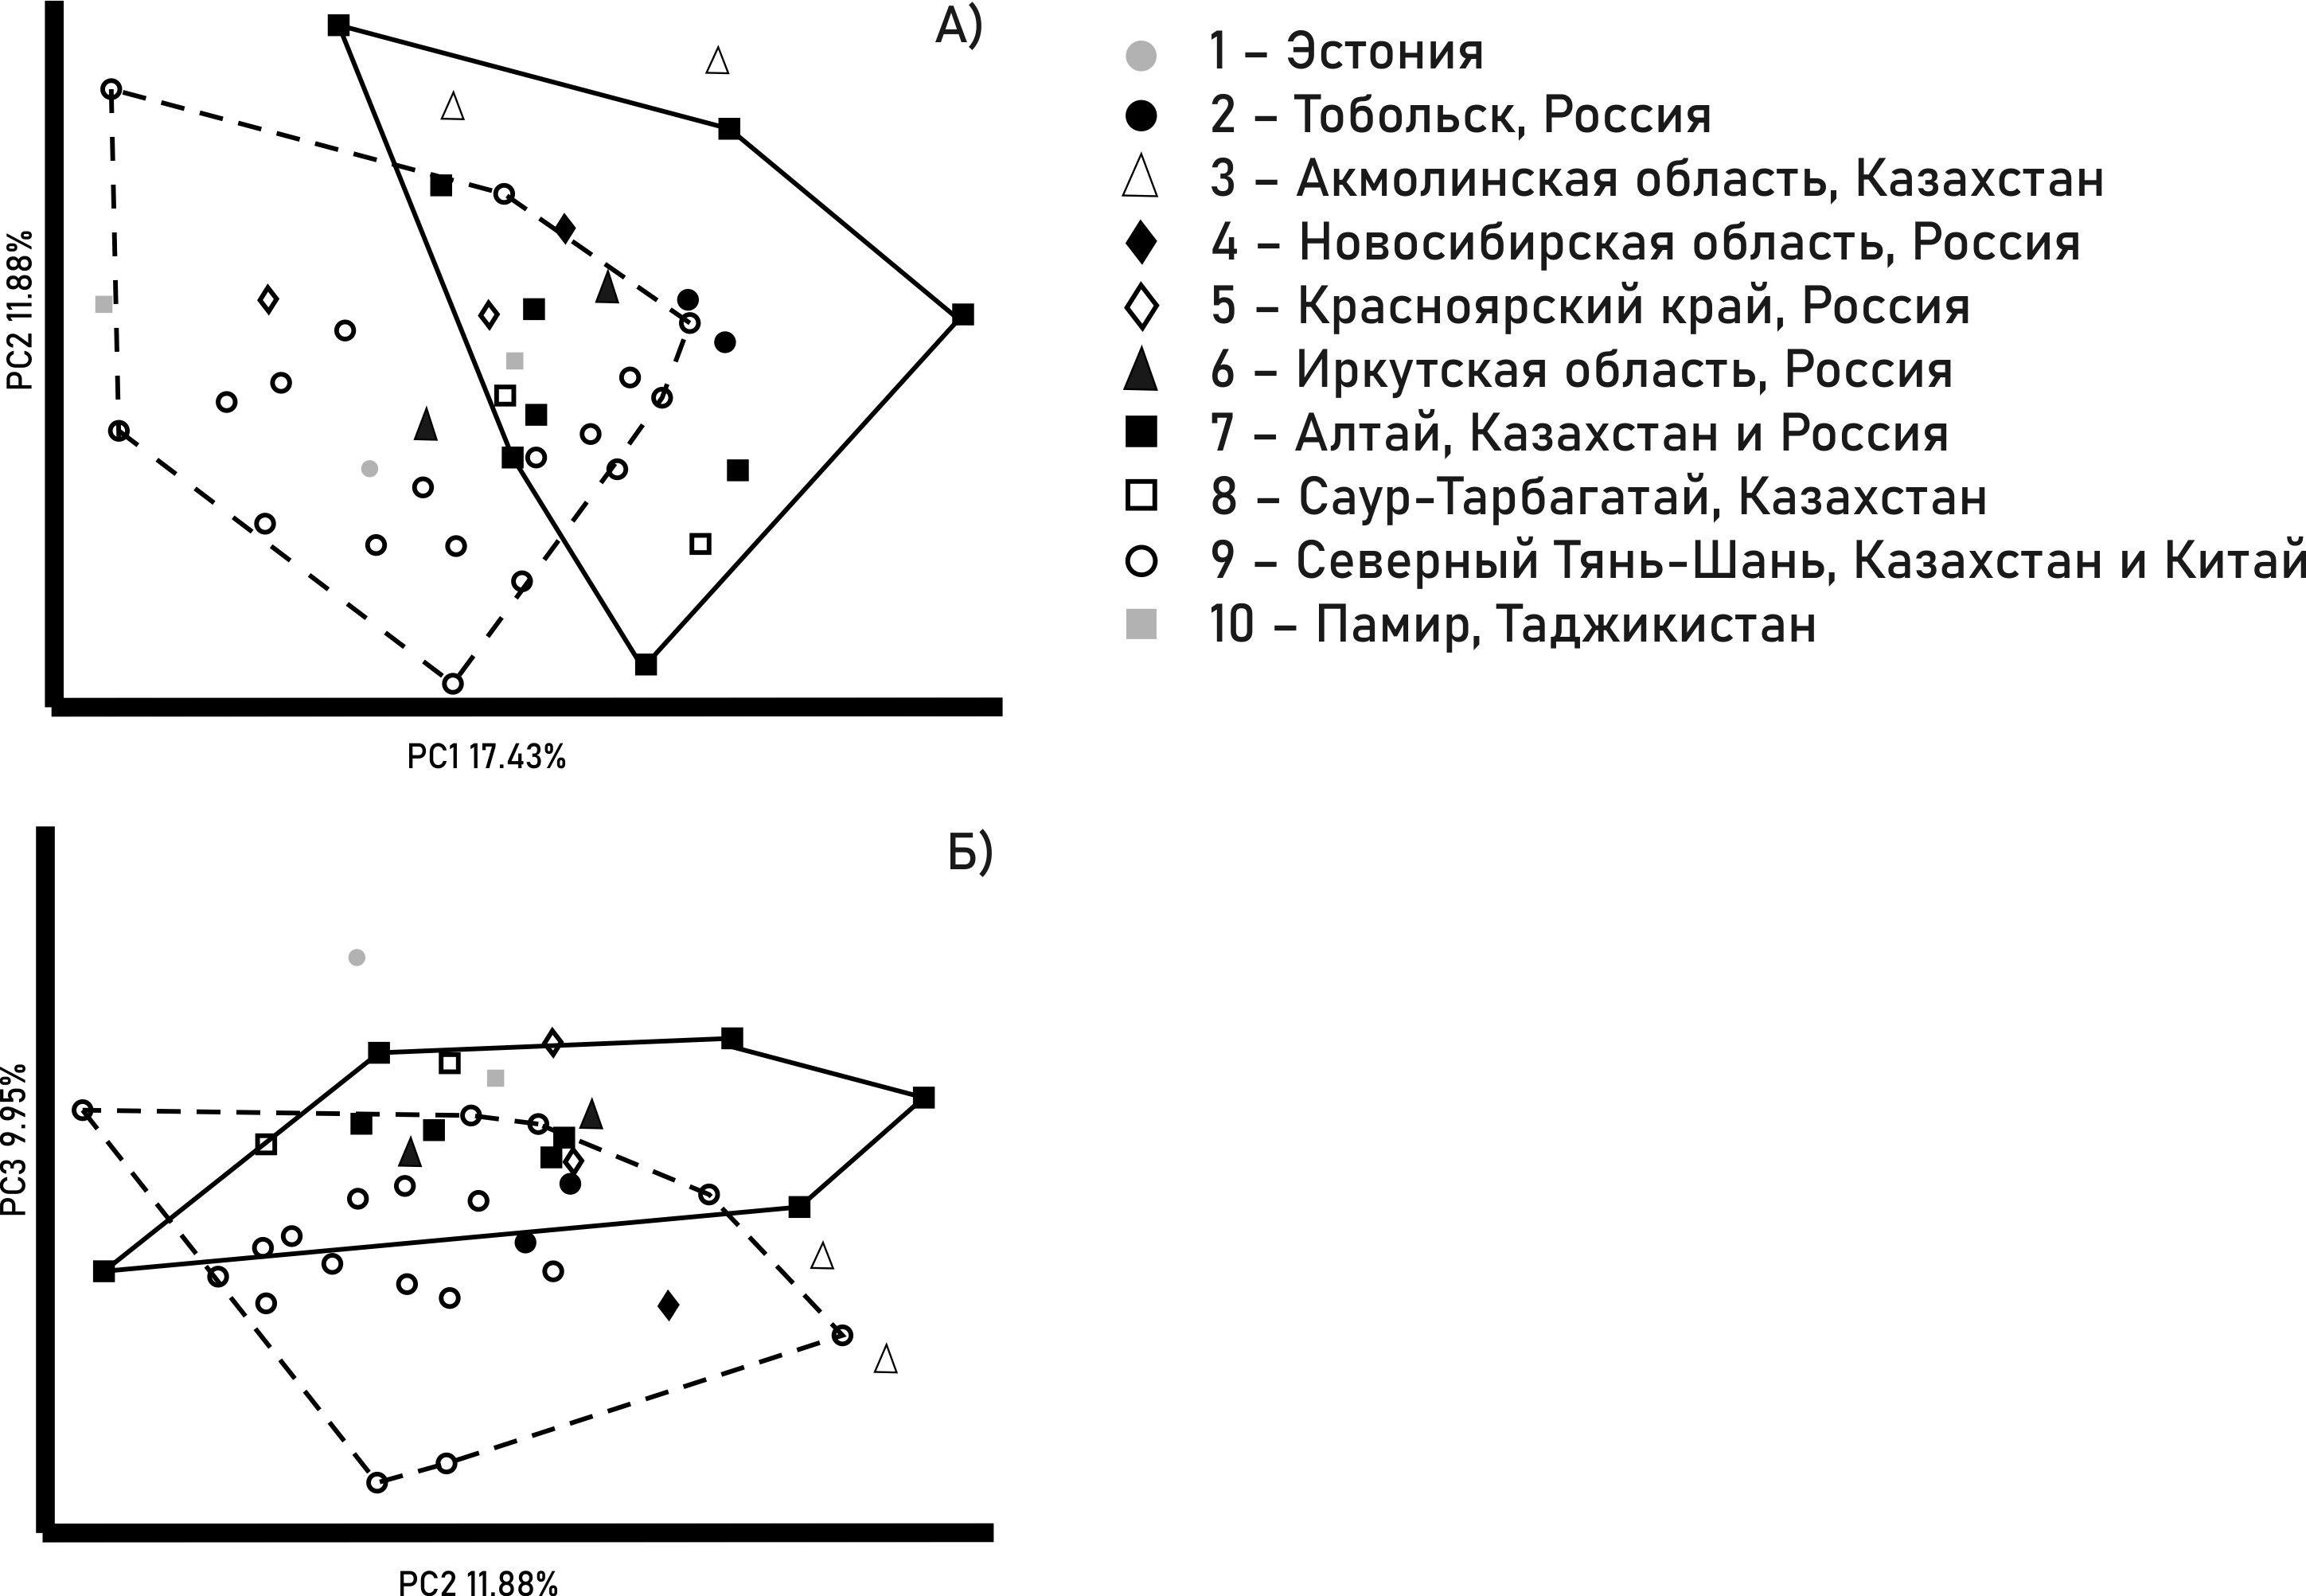 А)
PC2 11.88%
PC1 17.43%
1 – Эстония
2 – Тобольск, Россия
3 – Акмолинская область, Казахстан
4 – Новосибирская область, Россия
5 – Красноярский край, Россия
6 – Иркутская область, Россия
7 – Алтай, Казахстан и Россия
8 – Саур-Тарбагатай, Казахстан
9 – Северный Тянь-Шань, Казахстан и Китай
10 – Памир, Таджикистан
Б)
PC3 9.95%
PC2 11.88%